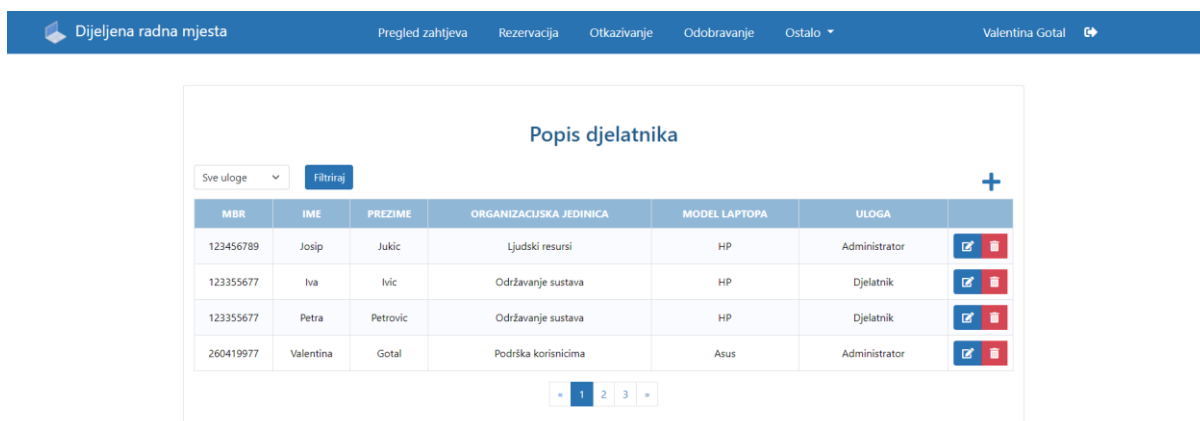 Dijeljena radna mjesta Pregled zahtjeva Rezervacija Otkazivanje Odobravanje Ostalo Valentina Gotal
Popis djelatnika
Sve uloge Filtriraj
MBR IME PREZIME ORGANIZACIJSKA JEDINICA MODEL LAPTOPA ULOGA
123456789 Josip Jukic Ljudski resursi HP Administrator
123355677 Iva Ivic Održavanje sustava HP Djelatnik
123355677 Petra Petrovic Održavanje sustava HP Djelatnik
260419977 Valentina Gotal Podrška korisnicima Asus Administrator
« 1 2 3 »